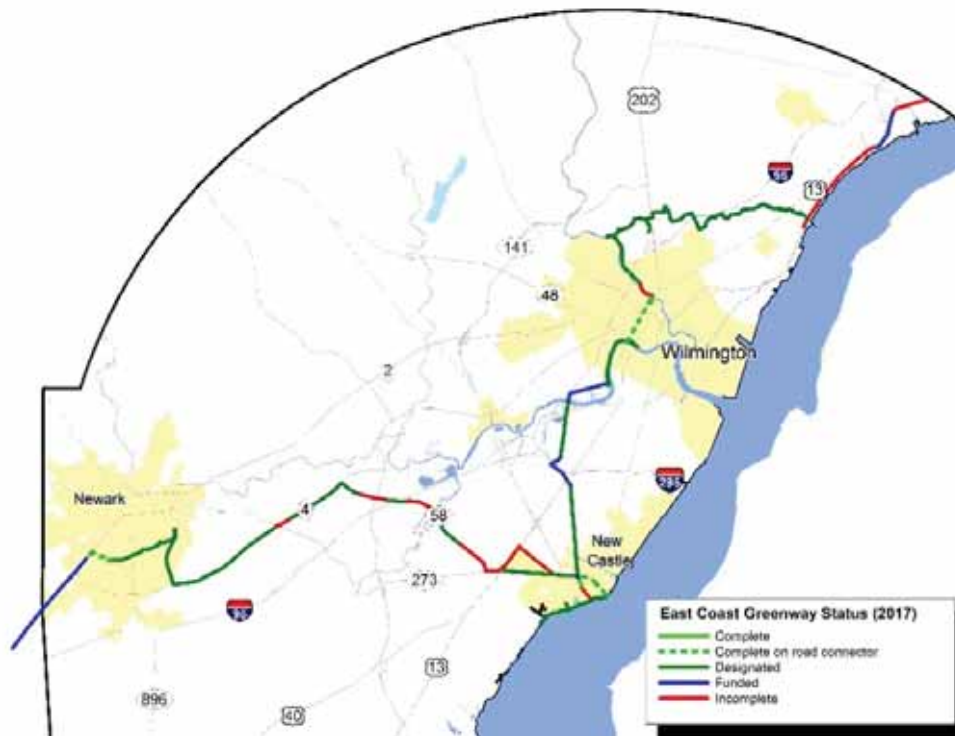 202
95
13
141
48
Wilmington
2
295
Newark
4
58
New
Castle
273
95
13
896
40
East Coast Greenway Status (2017)
Complete
Complete on road connector
Designated
Funded
Incomplete